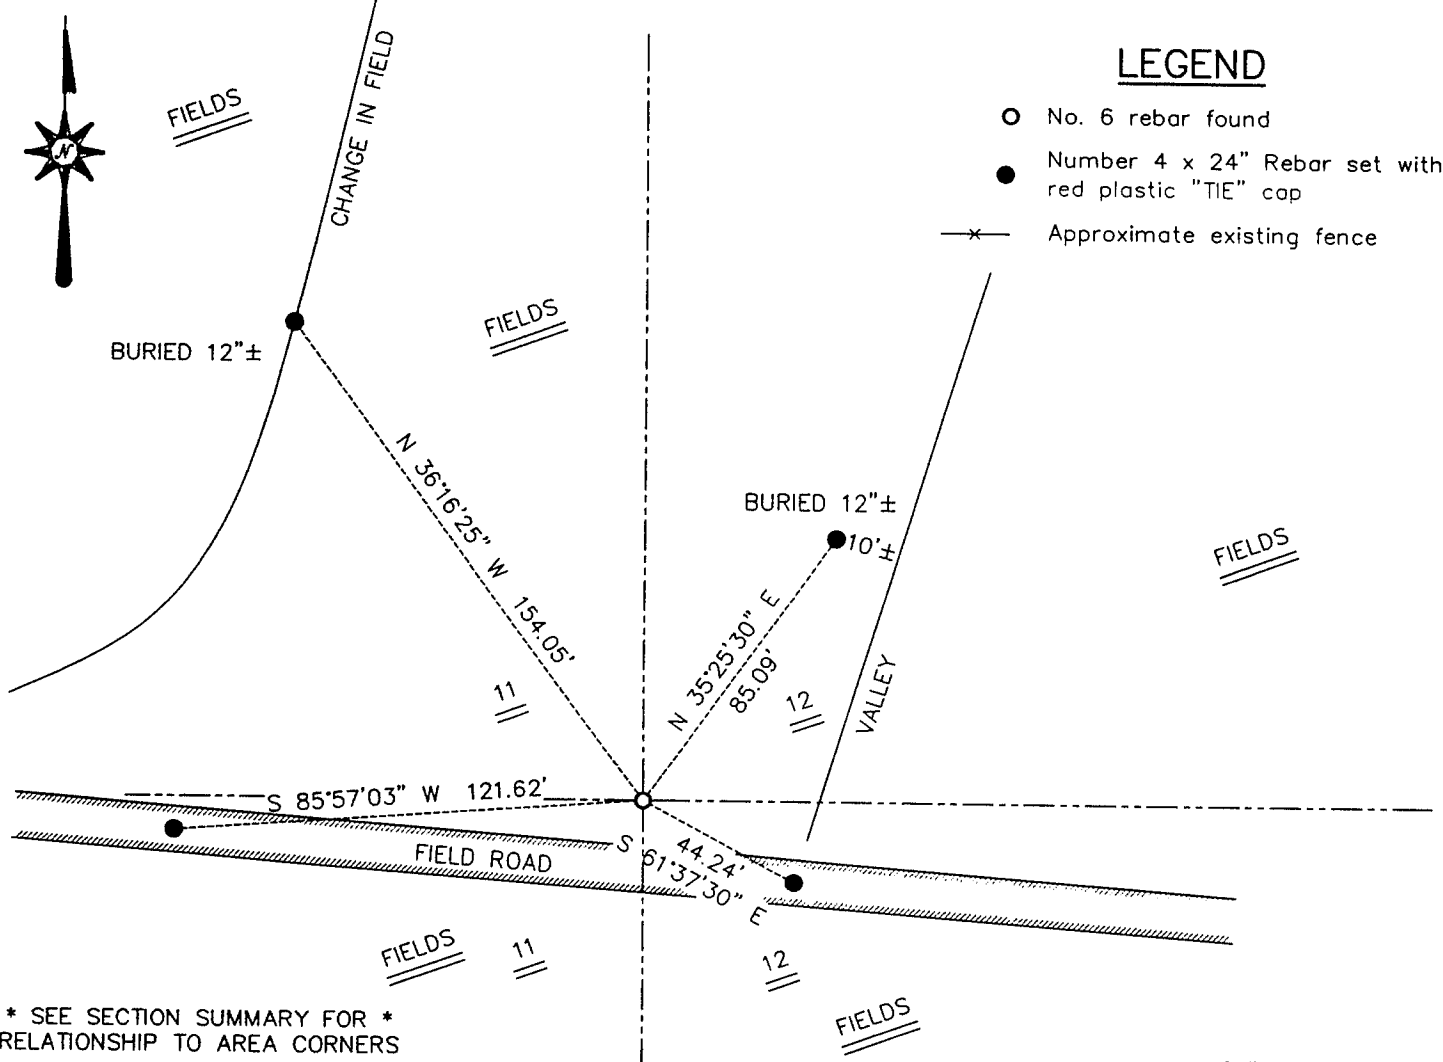 LEGEND
No. 6 rebar found
Number 4 x 24" Rebar set with
red plastic "TIE" cap
Approximate existing fence
N
FIELDS
CHANGE IN FIELD
FIELDS
BURIED 12"±
N 36°16'25" W 154.05'
BURIED 12"±
10'±
FIELDS
N 35°25'30" E
85.09'
11
12
VALLEY
S 85°57'03" W 121.62'
FIELD ROAD
44.24'
S 61°37'30" E
FIELDS
11
12
FIELDS
* SEE SECTION SUMMARY FOR *
RELATIONSHIP TO AREA CORNERS